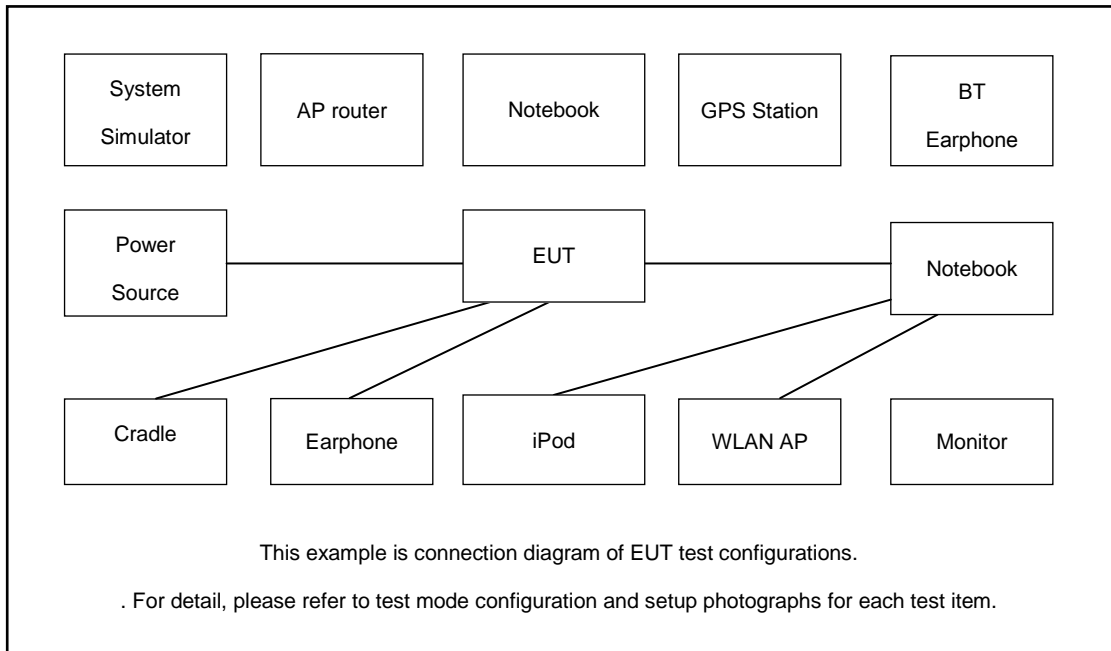 System
Simulator
AP router
Notebook
GPS Station
BT
Earphone
Power
Source
EUT
Notebook
Cradle
Earphone
iPod
WLAN AP
Monitor
This example is connection diagram of EUT test configurations.
. For detail, please refer to test mode configuration and setup photographs for each test item.